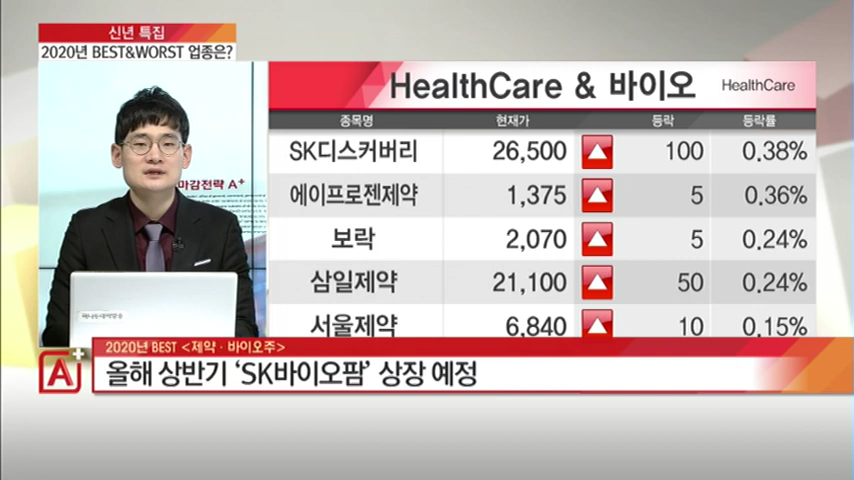 신년 특집
2020년 BEST&WORST 업종은?
HealthCare & 바이오 HealthCare
종목명 현재가 등락 등락률
SK디스커버리 26,500 100 0.38%
에이프로젠제약 1,375 5 0.36%
보락 2,070 5 0.24%
삼일제약 21,100 50 0.24%
서울제약 6,840 10 0.15%
마감전략 A+
2020년 BEST <제약·바이오주>
A+ 올해 상반기 ‘SK바이오팜’ 상장 예정